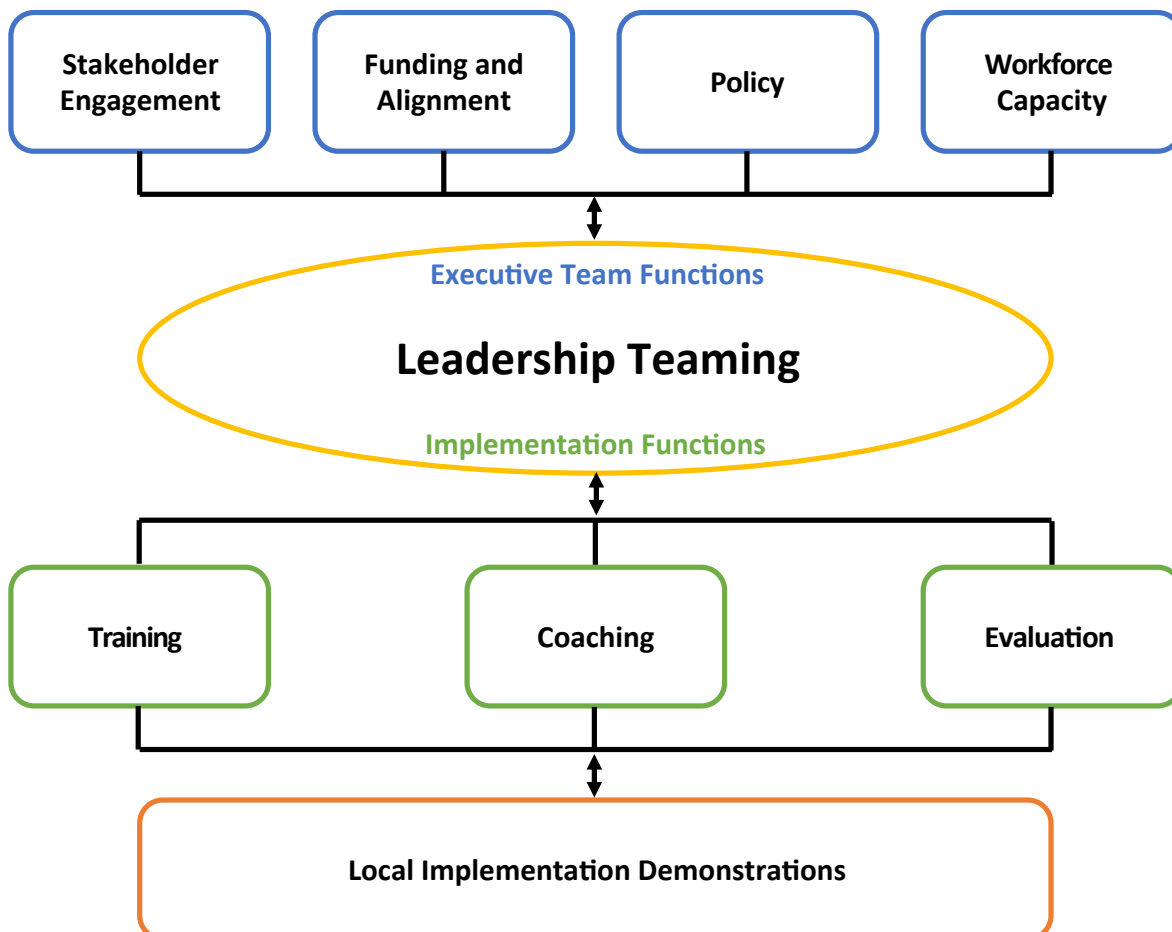 Stakeholder
Engagement
Funding and
Alignment
Policy
Workforce
Capacity
Executive Team Functions
Leadership Teaming
Implementation Functions
Training
Coaching
Evaluation
Local Implementation Demonstrations